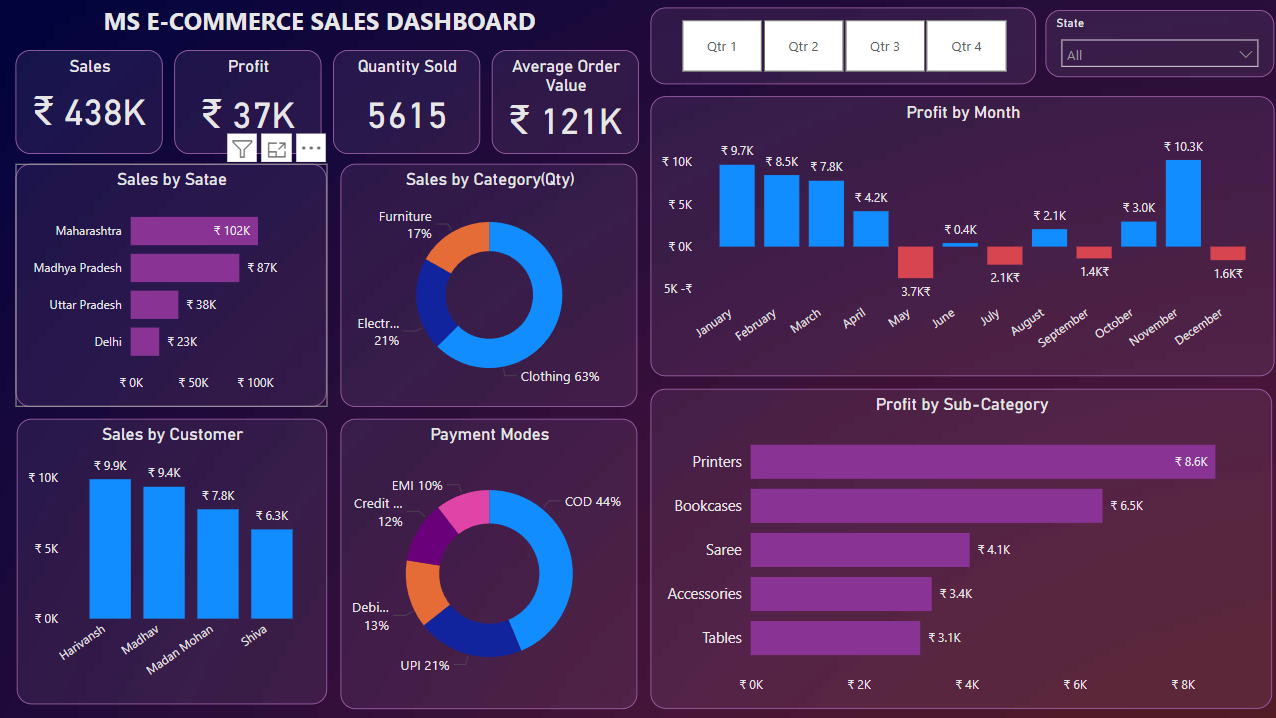 MS E-COMMERCE SALES DASHBOARD
Qtr 1
Qtr 2
Qtr 3
Qtr 4
State
All
Sales
₹ 438K
Profit
₹ 37K
Quantity Sold
5615
Average Order
Value
₹ 121K
Sales by Satae
Maharashtra
₹ 102K
Madhya Pradesh
₹ 87K
Uttar Pradesh
₹ 38K
Delhi
₹ 23K
₹ 0K
₹ 50K
₹ 100K
Sales by Category(Qty)
Furniture
17%
Electr...
21%
Clothing 63%
Profit by Month
₹ 10K
₹ 5K
₹ 0K
5K -₹
₹ 9.7K
₹ 8.5K
₹ 7.8K
₹ 4.2K
3.7K₹
₹ 0.4K
2.1K₹
₹ 2.1K
1.4K₹
₹ 3.0K
₹ 10.3K
1.6K₹
January
February
March
April
May
June
July
August
September
October
November
December
Sales by Customer
₹ 10K
₹ 5K
₹ 0K
₹ 9.9K
₹ 9.4K
₹ 7.8K
₹ 6.3K
Harivansh
Madhav
Madan Mohan
Shiva
Payment Modes
EMI 10%
COD 44%
Credit ...
12%
Debi...
13%
UPI 21%
Profit by Sub-Category
Printers
₹ 8.6K
Bookcases
₹ 6.5K
Saree
₹ 4.1K
Accessories
₹ 3.4K
Tables
₹ 3.1K
₹ 0K
₹ 2K
₹ 4K
₹ 6K
₹ 8K